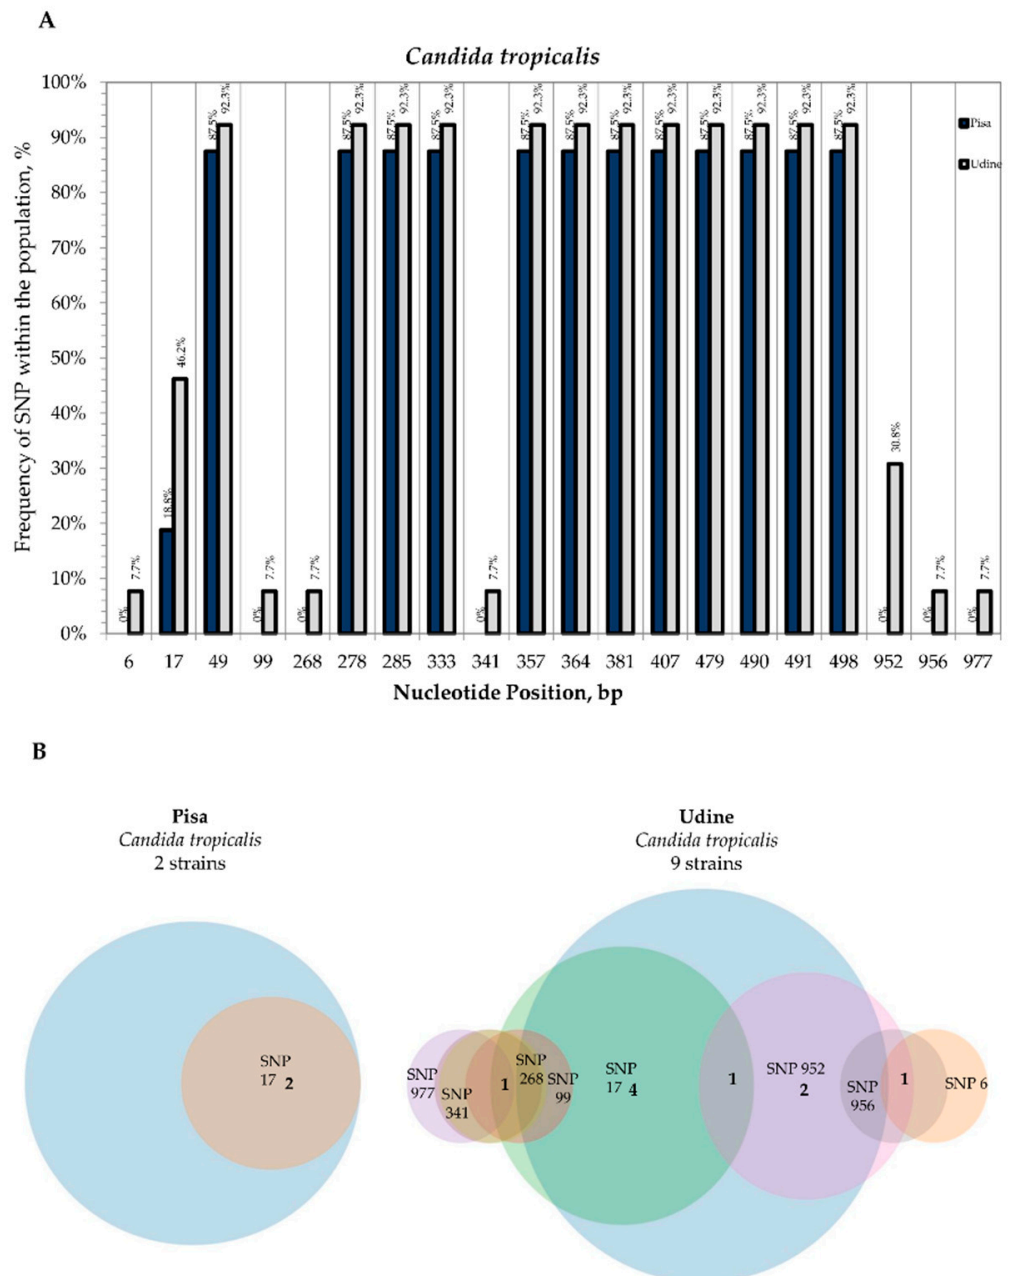 A
Candida tropicalis
Frequency of SNP within the population, %
100%
90%
80%
70%
60%
50%
40%
30%
20%
10%
0%
0%
7.7%
18.8%
46.2%
87.5%
92.3%
0%
7.7%
0%
7.7%
87.5%
92.3%
87.5%
92.3%
87.5%
92.3%
0%
7.7%
87.5%
92.3%
87.5%
92.3%
87.5%
92.3%
87.5%
92.3%
87.5%
92.3%
87.5%
92.3%
87.5%
92.3%
87.5%
92.3%
0%
30.8%
0%
7.7%
0%
7.7%
Pisa
Udine
6 17 49 99 268 278 285 333 341 357 364 381 407 479 490 491 498 952 956 977
Nucleotide Position, bp
B
Pisa
Candida tropicalis
2 strains
SNP
17 2
Udine
Candida tropicalis
9 strains
SNP
977
SNP
341
1
SNP
268
SNP
99
SNP
17 4
1
SNP 952
2
SNP
956
1
SNP 6